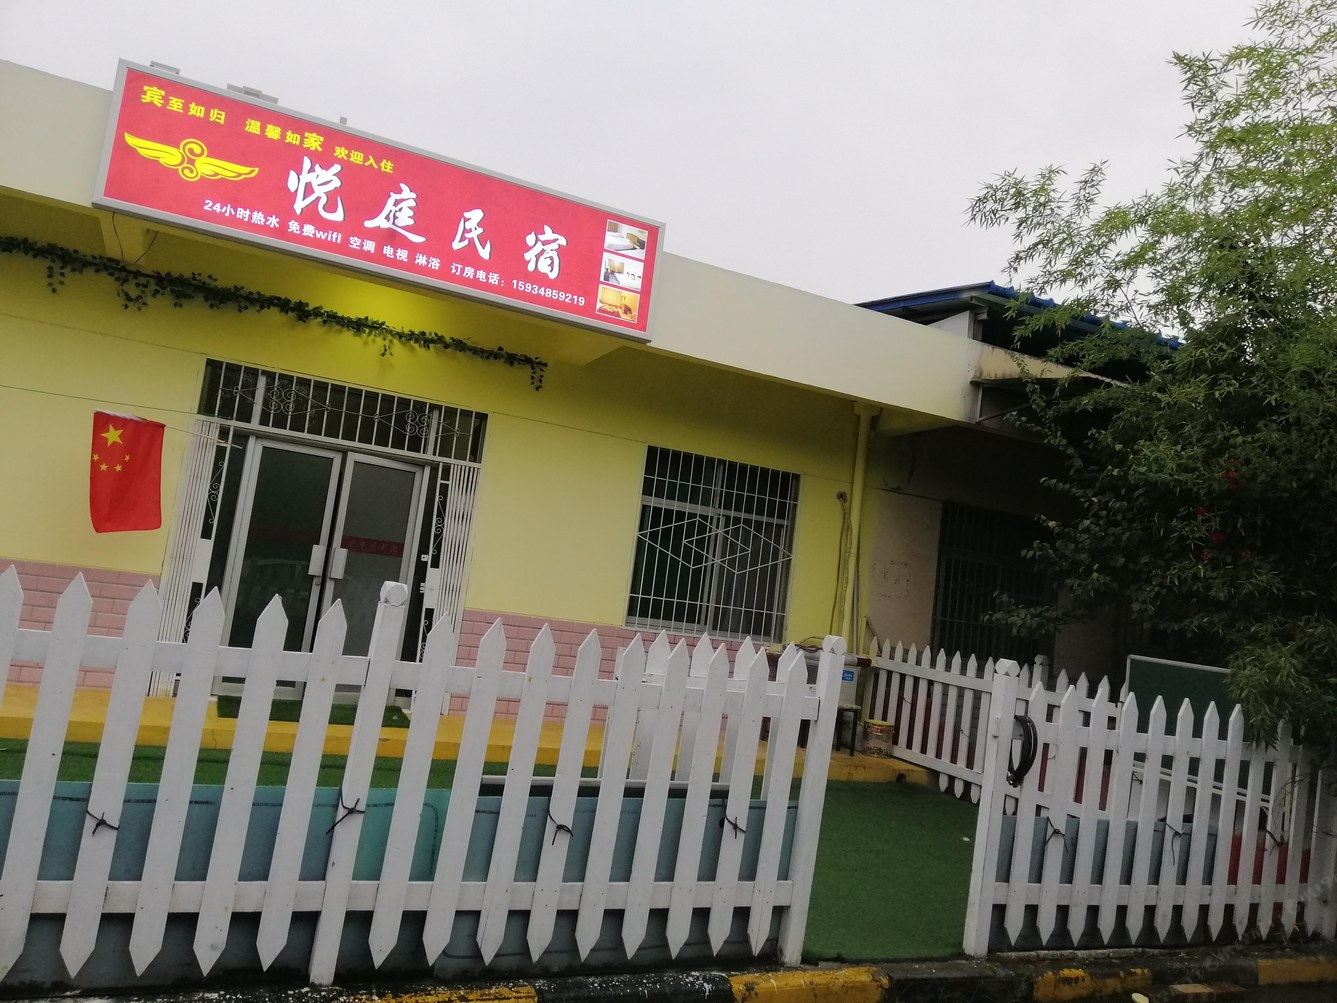 宾至如归 温馨如家 欢迎入住
悦庭民宿
24小时热水 免费wifi 空调 电视 淋浴 订房电话：15934859219